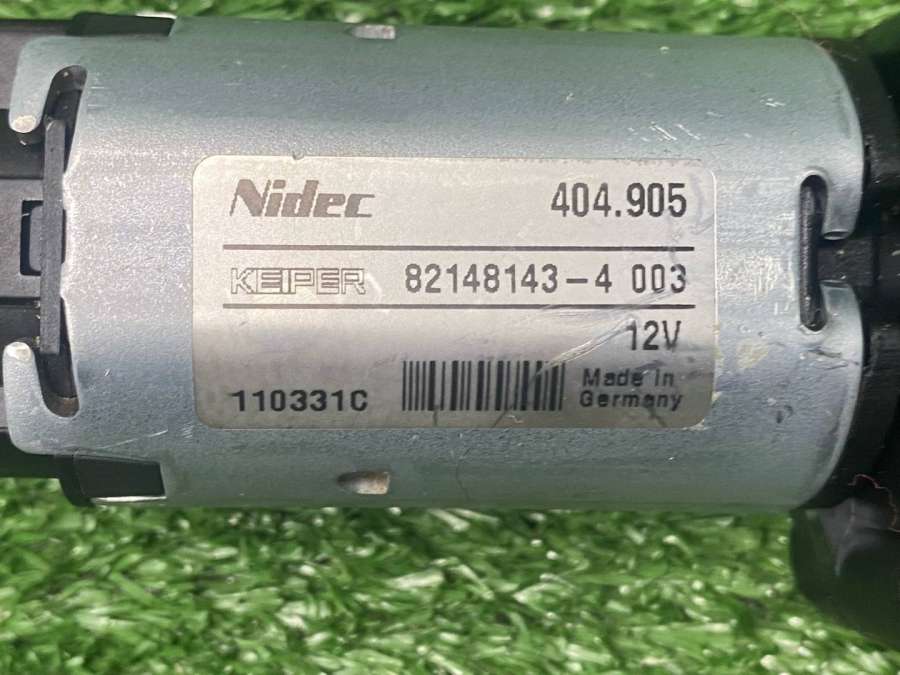 Nidec 404.905
KEIPER 82148143-4 003
12V
110331C Made in
Germany